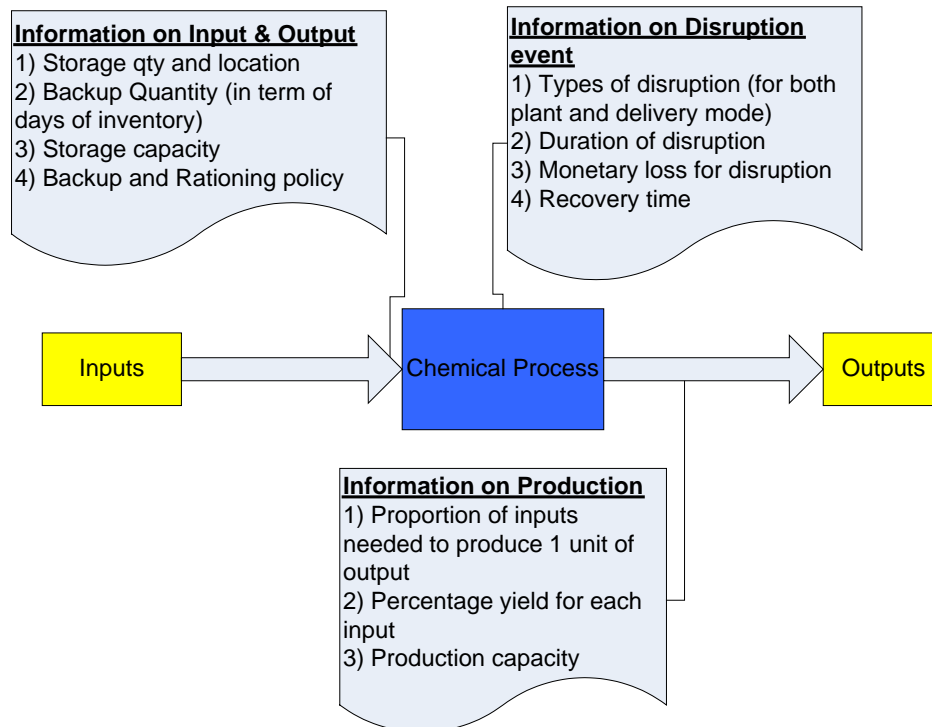 Information on Input & Output
1) Storage qty and location
2) Backup Quantity (in term of
days of inventory)
3) Storage capacity
4) Backup and Rationing policy
Information on Disruption
event
1) Types of disruption (for both
plant and delivery mode)
2) Duration of disruption
3) Monetary loss for disruption
4) Recovery time
Inputs
Chemical Process
Outputs
Information on Production
1) Proportion of inputs
needed to produce 1 unit of
output
2) Percentage yield for each
input
3) Production capacity